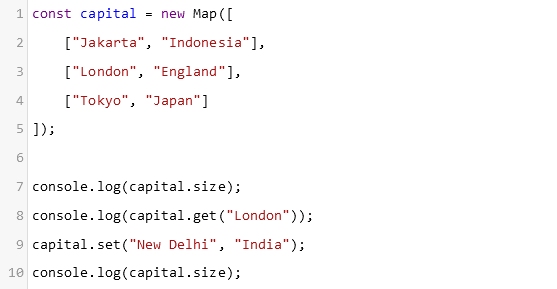 1 const capital = new Map([
2     ["Jakarta", "Indonesia"],
3     ["London", "England"],
4     ["Tokyo", "Japan"]
5 ]);
6
7 console.log(capital.size);
8 console.log(capital.get("London"));
9 capital.set("New Delhi", "India");
10 console.log(capital.size);